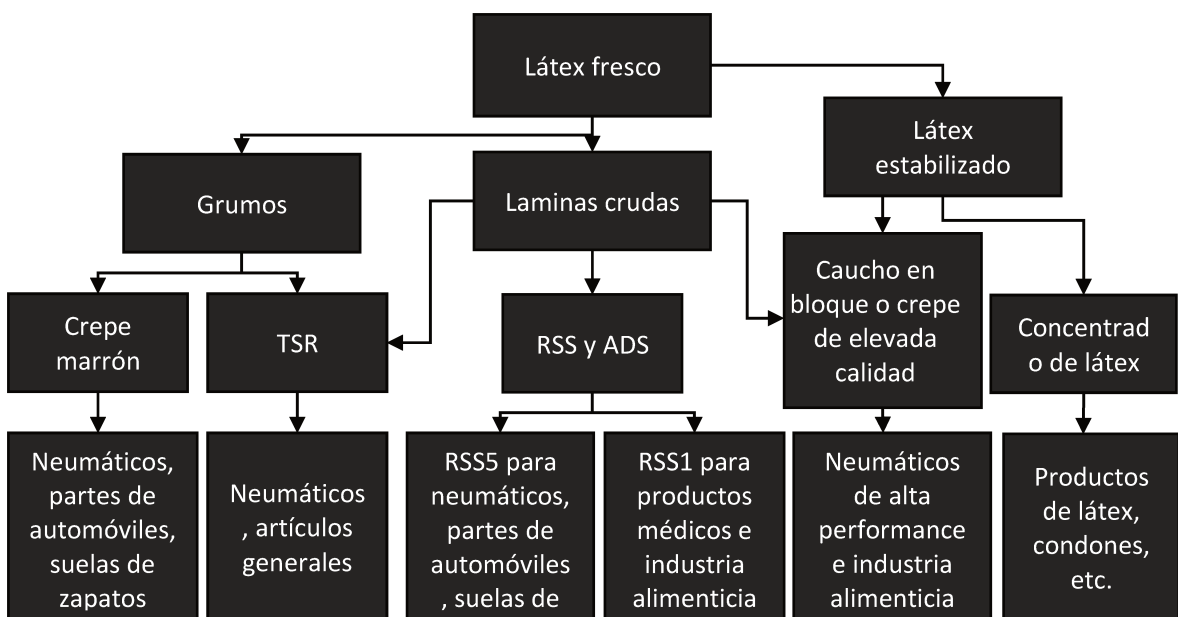 Látex fresco
Látex
estabilizado
Grumos
Laminas crudas
Crepe
marrón
TSR
RSS y ADS
Caucho en
bloque o crepe
de elevada
calidad
Concentrad
o de látex
Neumáticos,
partes de
automóviles,
suelas de
zapatos
Neumáticos
, artículos
generales
RSS5 para
neumáticos,
partes de
automóviles
, suelas de
RSS1 para
productos
médicos e
industria
alimenticia
Neumáticos
de alta
performance
e industria
alimenticia
Productos
de látex,
condones,
etc.